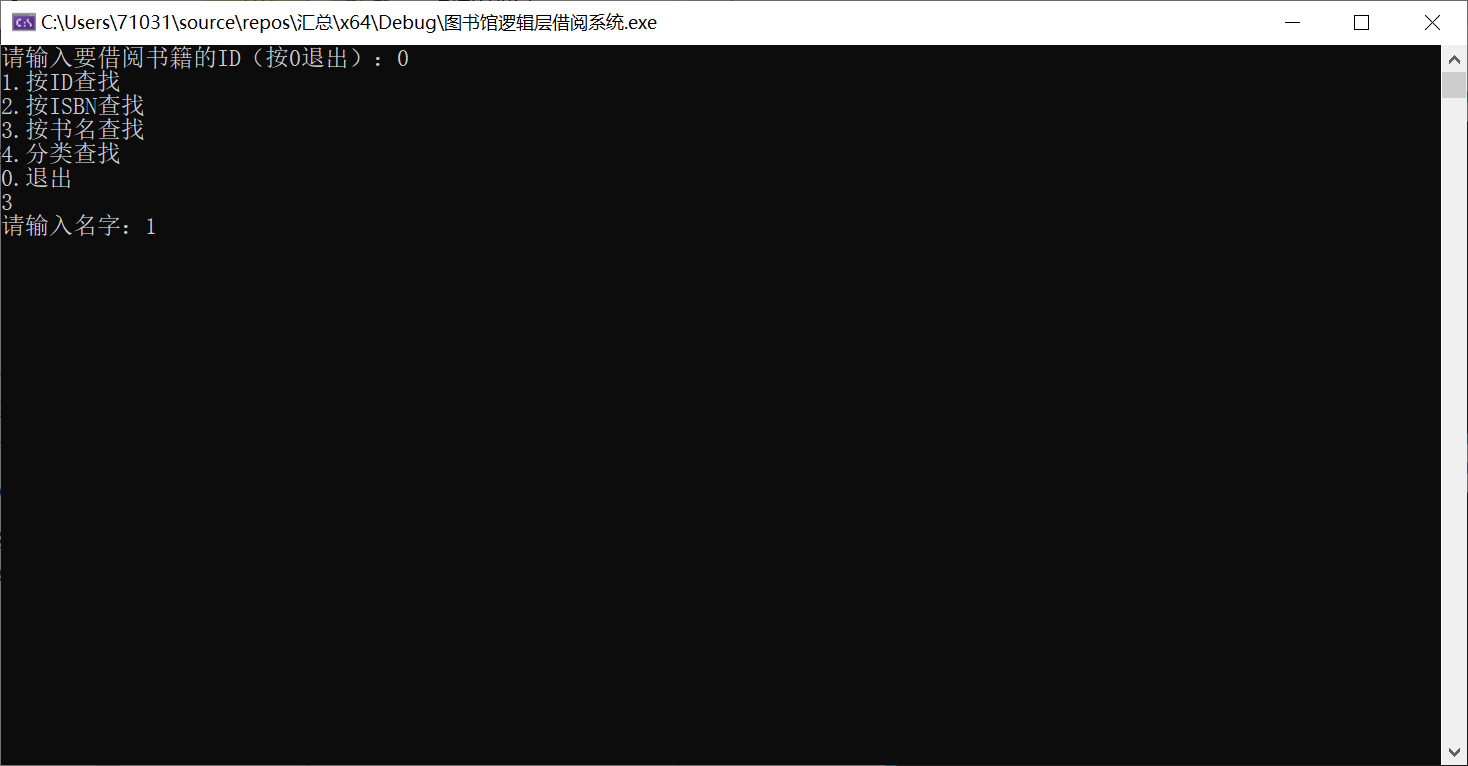 C:\Users\71031\source\repos\汇总\x64\Debug\图书馆逻辑层借阅系统.exe
请输入要借阅书籍的ID（按0退出）：0
1.按ID查找
2.按ISBN查找
3.按书名查找
4.分类查找
0.退出
3
请输入名字：1